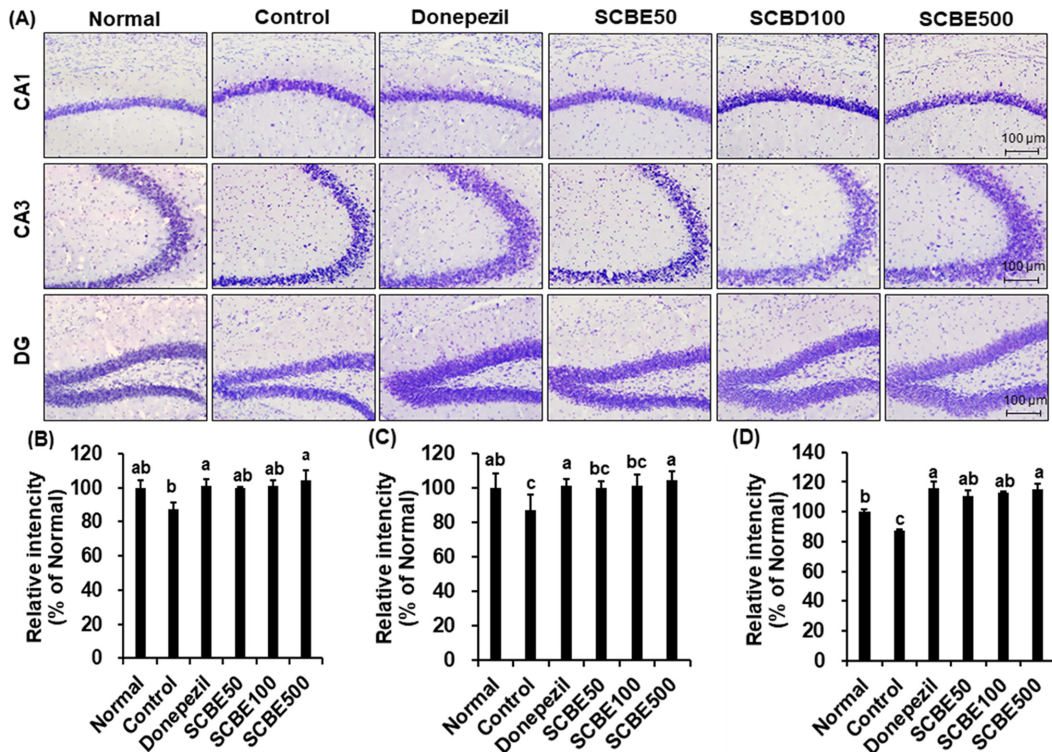 (A) Normal Control Donepezil SCBE50 SCBD100 SCBE500
CA1
100 µm
CA3
100 µm
DG
100 µm
(B) (C) (D)
Relative intencity
(% of Normal)
120
100
80
60
40
20
0
ab b a ab ab a
Normal Control Donepezil SCBE50 SCBE100 SCBE500
Relative intencity
(% of Normal)
120
100
80
60
40
20
0
ab c a bc bc a
Normal Control Donepezil SCBE50 SCBE100 SCBE500
Relative intencity
(% of Normal)
140
120
100
80
60
40
20
0
b c a ab ab a
Normal Control Donepezil SCBE50 SCBE100 SCBE500